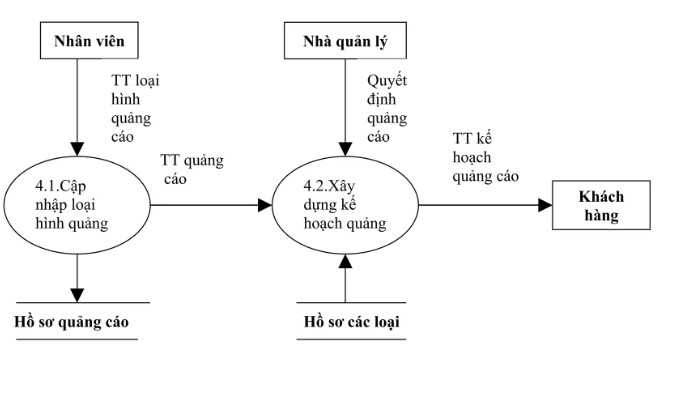 Nhân viên
Nhà quản lý
TT loại
hình
quảng
cáo
Quyết
định
quảng
cáo
TT kế
hoạch
quảng cáo
TT quảng
cáo
4.1.Cập
nhập loại
hình quảng
4.2.Xây
dựng kế
hoạch quảng
Khách
hàng
Hồ sơ quảng cáo
Hồ sơ các loại